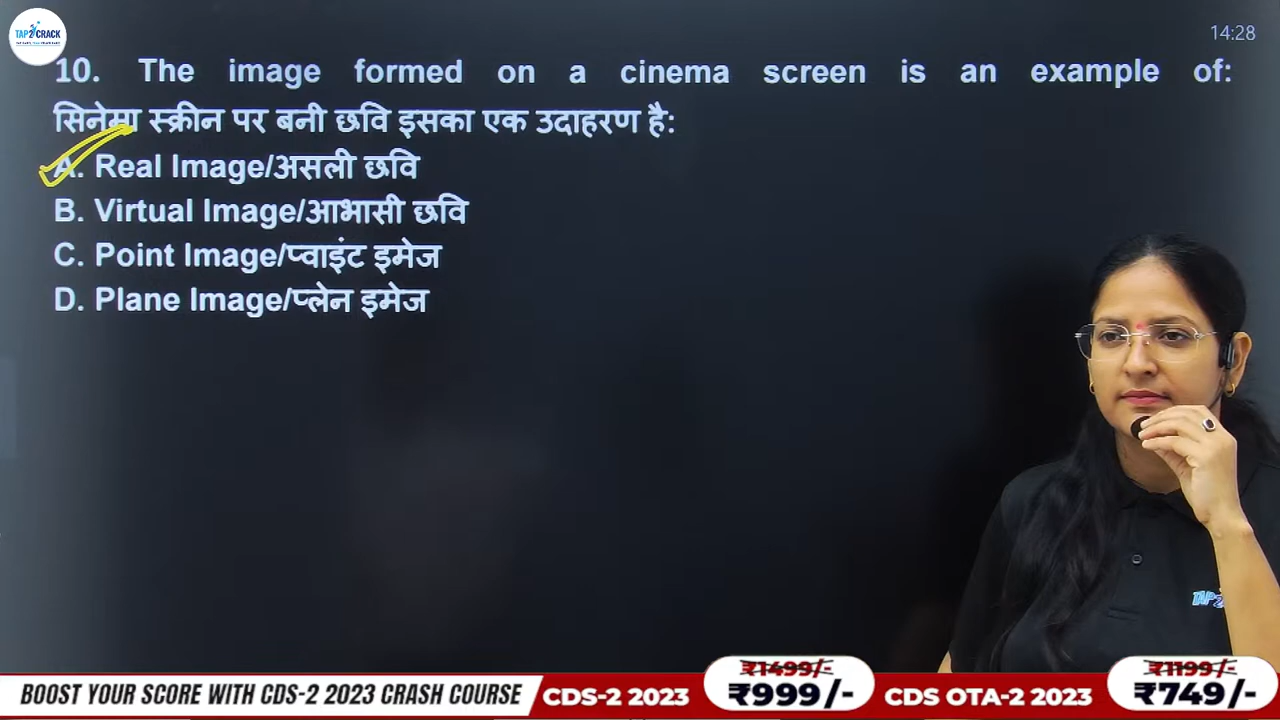 TAP2CRACK
14:28
10. The image formed on a cinema screen is an example of:
सिनेमा स्क्रीन पर बनी छवि इसका एक उदाहरण है:
A. Real Image/असली छवि
B. Virtual Image/आभासी छवि
C. Point Image/प्वाइंट इमेज
D. Plane Image/प्लेन इमेज
TAP2
BOOST YOUR SCORE WITH CDS-2 2023 CRASH COURSE CDS-2 2023 ₹1499/- ₹999/- CDS OTA-2 2023 ₹1199/- ₹749/-